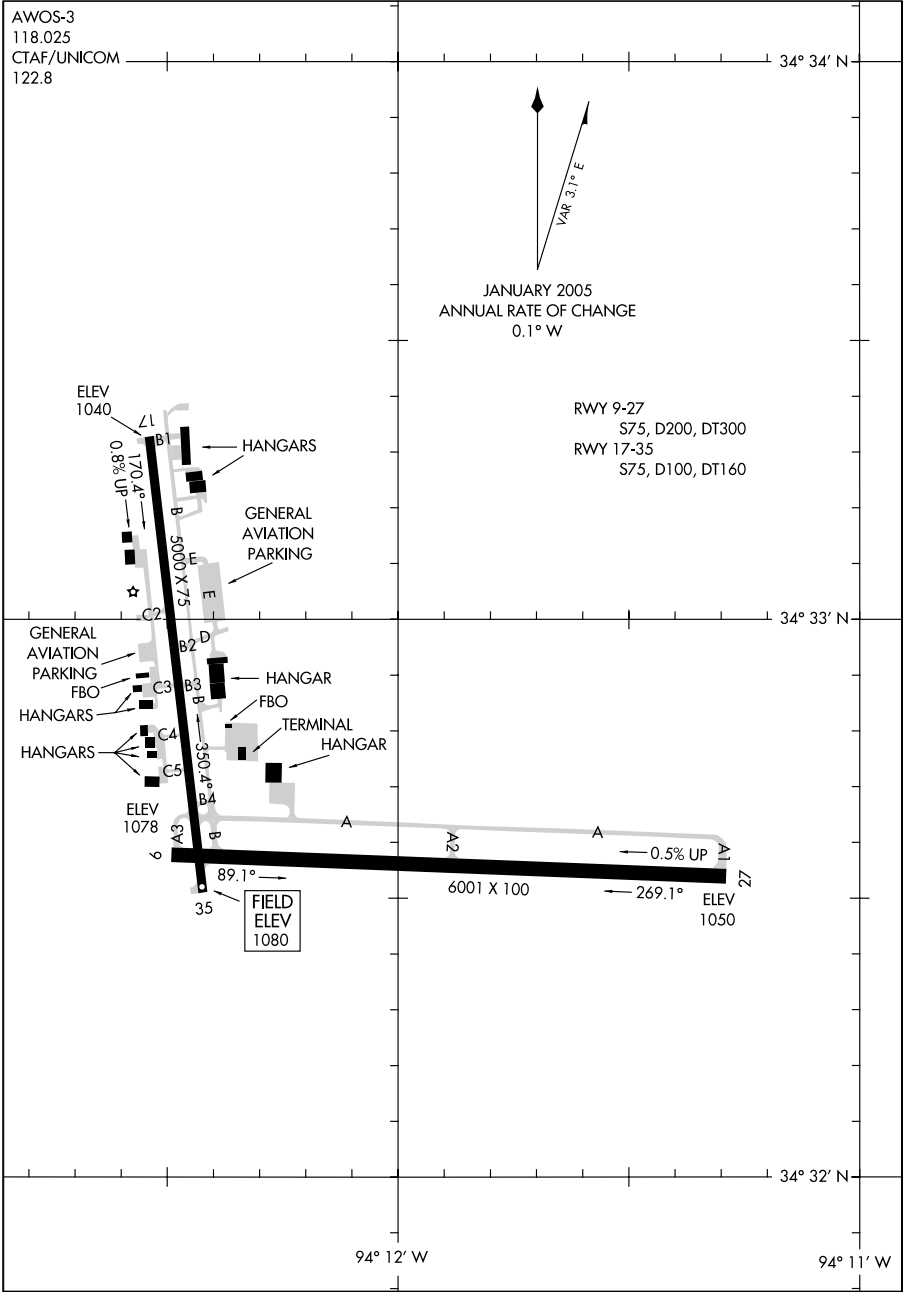 AWOS-3
118.025
CTAF/UNICOM
122.8
34° 34' N
VAR 3.1° E
JANUARY 2005
ANNUAL RATE OF CHANGE
0.1° W
RWY 9-27
S75, D200, DT300
RWY 17-35
S75, D100, DT160
ELEV
1040
17
B1
HANGARS
170.4°
0.8% UP
B
GENERAL
AVIATION
PARKING
5000 X 75
E
E
C2
34° 33' N
GENERAL
AVIATION
PARKING
B2
D
FBO
C3
B3
HANGAR
HANGARS
B
FBO
TERMINAL
HANGAR
HANGARS
C4
350.4°
C5
B4
ELEV
1078
A3
B
A
A2
A
A1
9
0.5% UP
27
89.1°
6001 X 100
269.1°
35
FIELD
ELEV
1080
ELEV
1050
34° 32' N
94° 12' W
94° 11' W